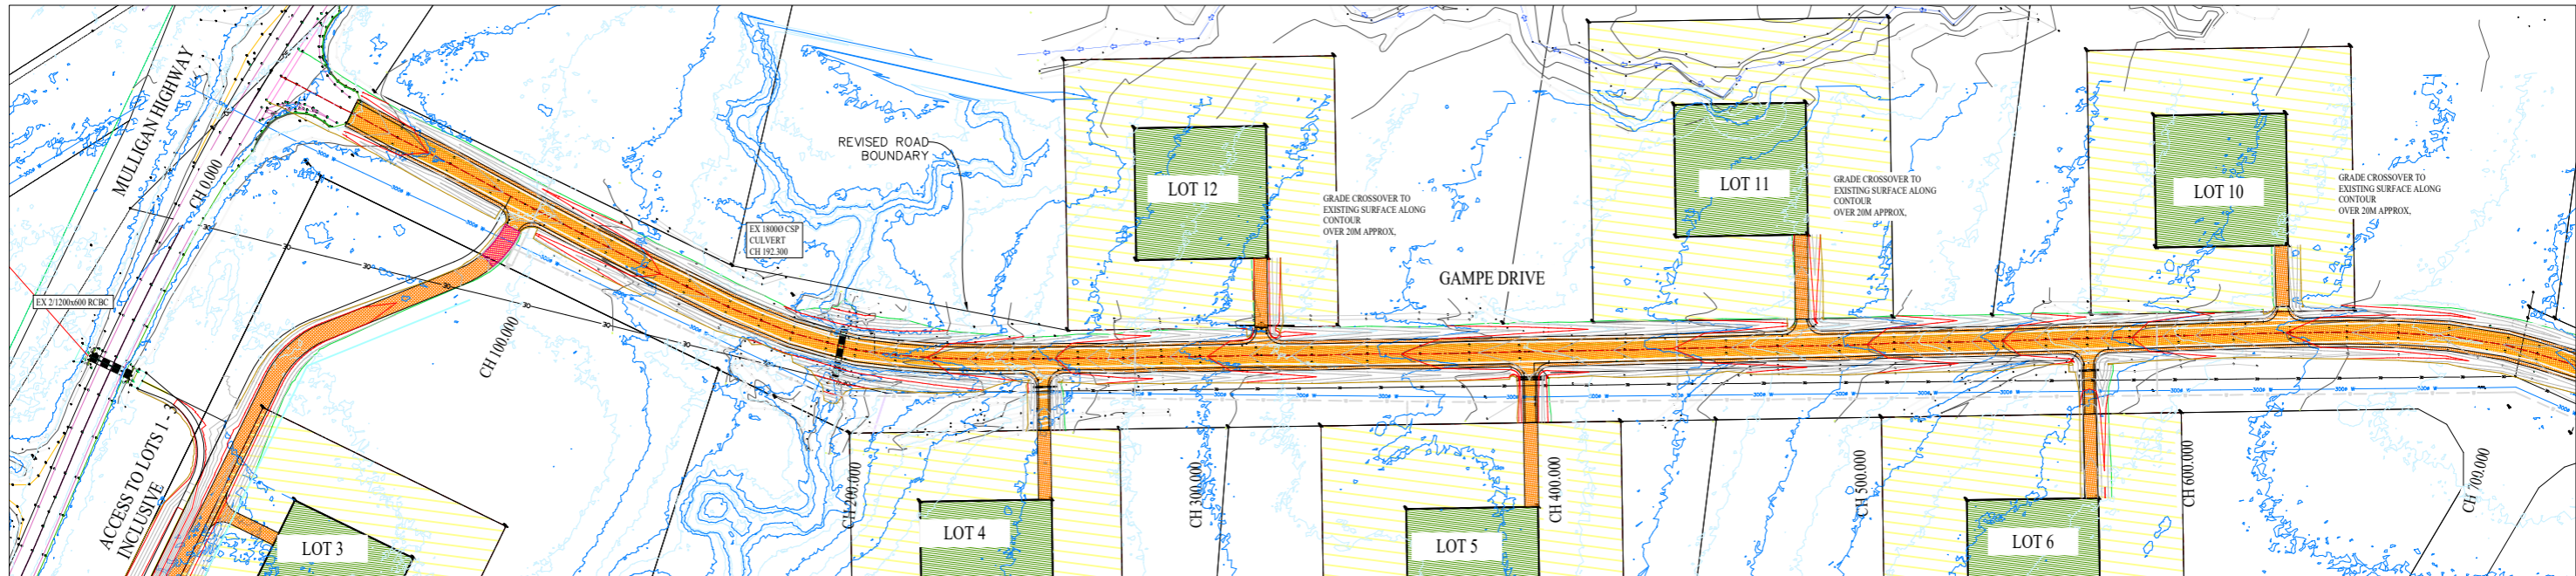 MULLIGAN HIGHWAY
CH 0.000
REVISED ROAD
BOUNDARY
EX 1800Ø CSP
CULVERT
CH 192.300
EX 2/1200x600 RCBC
CH 100.000
ACCESS TO LOTS 1 - 2
INCLUSIVE
LOT 3
LOT 12
GRADE CROSSOVER TO
EXISTING SURFACE ALONG
CONTOUR
OVER 20M APPROX,
GAMPE DRIVE
LOT 11
GRADE CROSSOVER TO
EXISTING SURFACE ALONG
CONTOUR
OVER 20M APPROX,
LOT 10
GRADE CROSSOVER TO
EXISTING SURFACE ALONG
CONTOUR
OVER 20M APPROX,
CH 200.000
LOT 4
CH 300.000
LOT 5
CH 400.000
CH 500.000
LOT 6
CH 600.000
CH 700.000